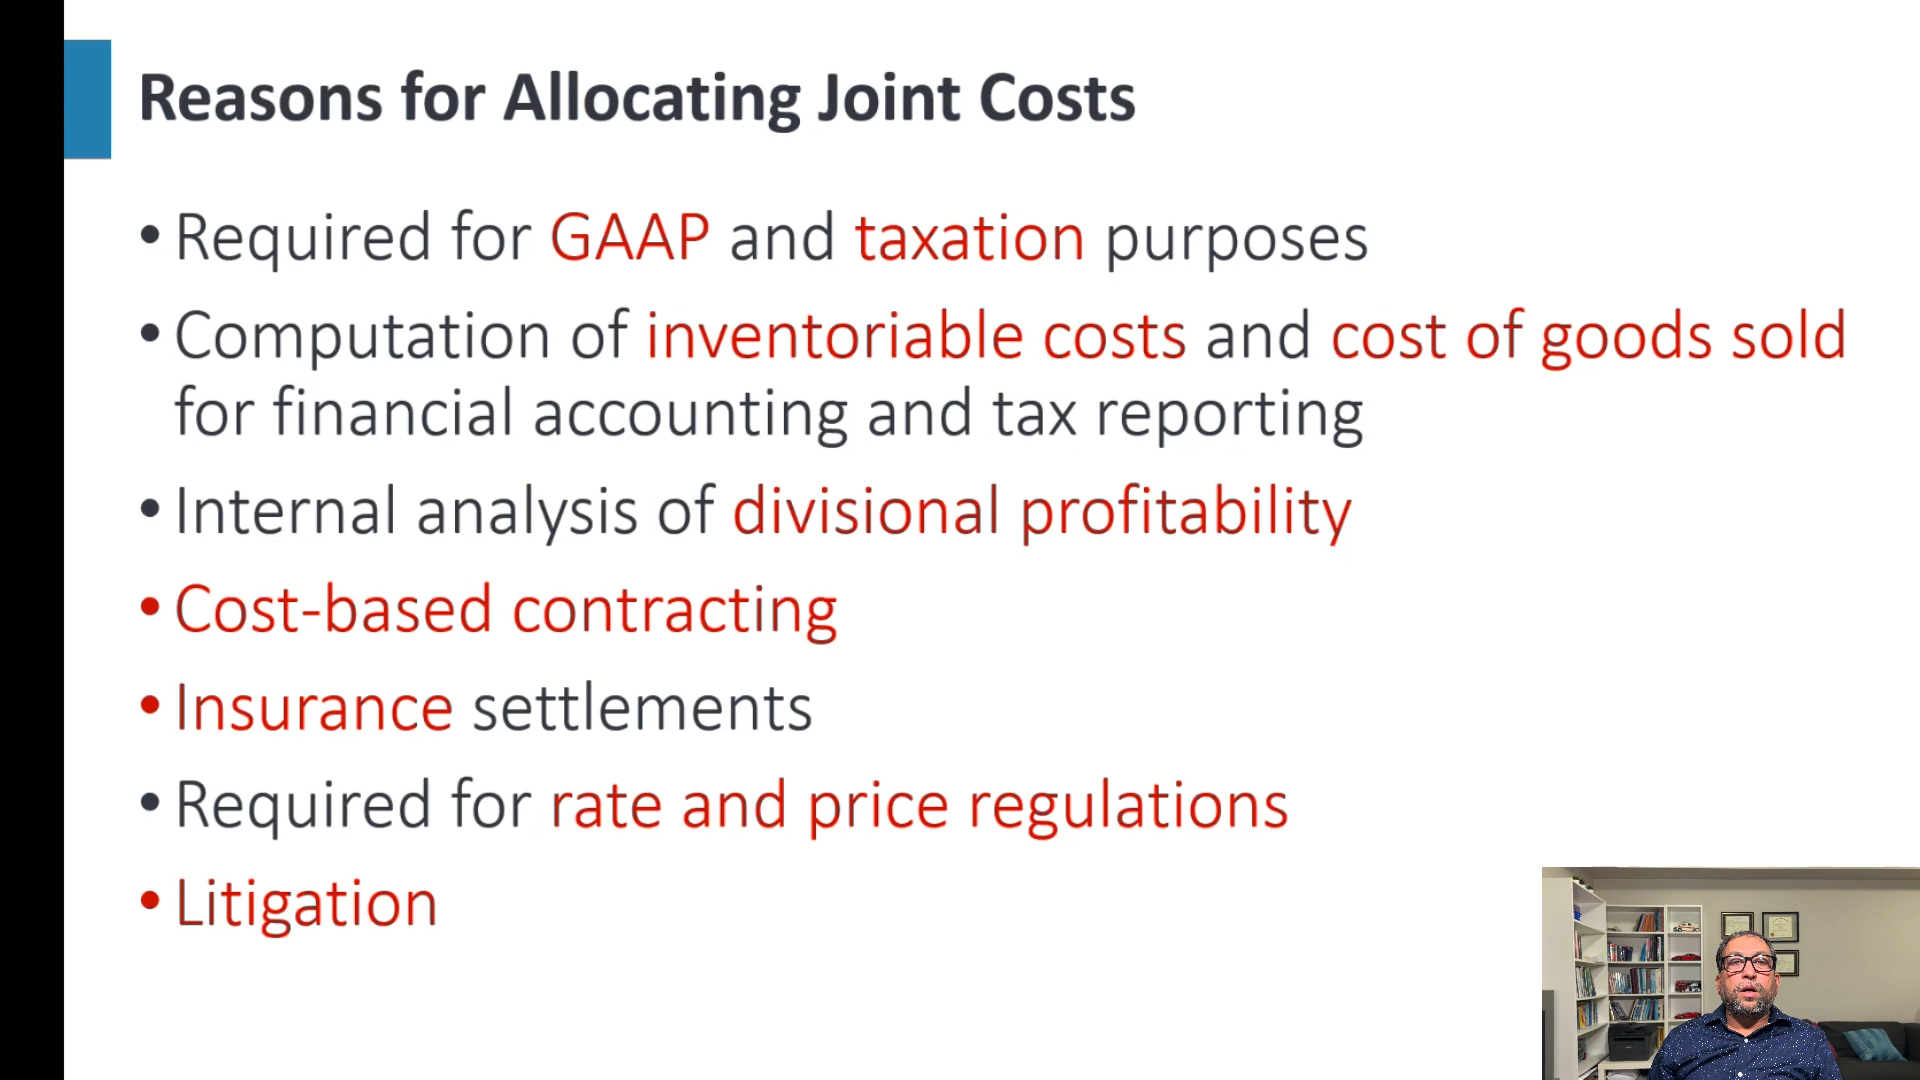 Reasons for Allocating Joint Costs
• Required for GAAP and taxation purposes
• Computation of inventoriable costs and cost of goods sold
for financial accounting and tax reporting
• Internal analysis of divisional profitability
• Cost-based contracting
• Insurance settlements
• Required for rate and price regulations
• Litigation